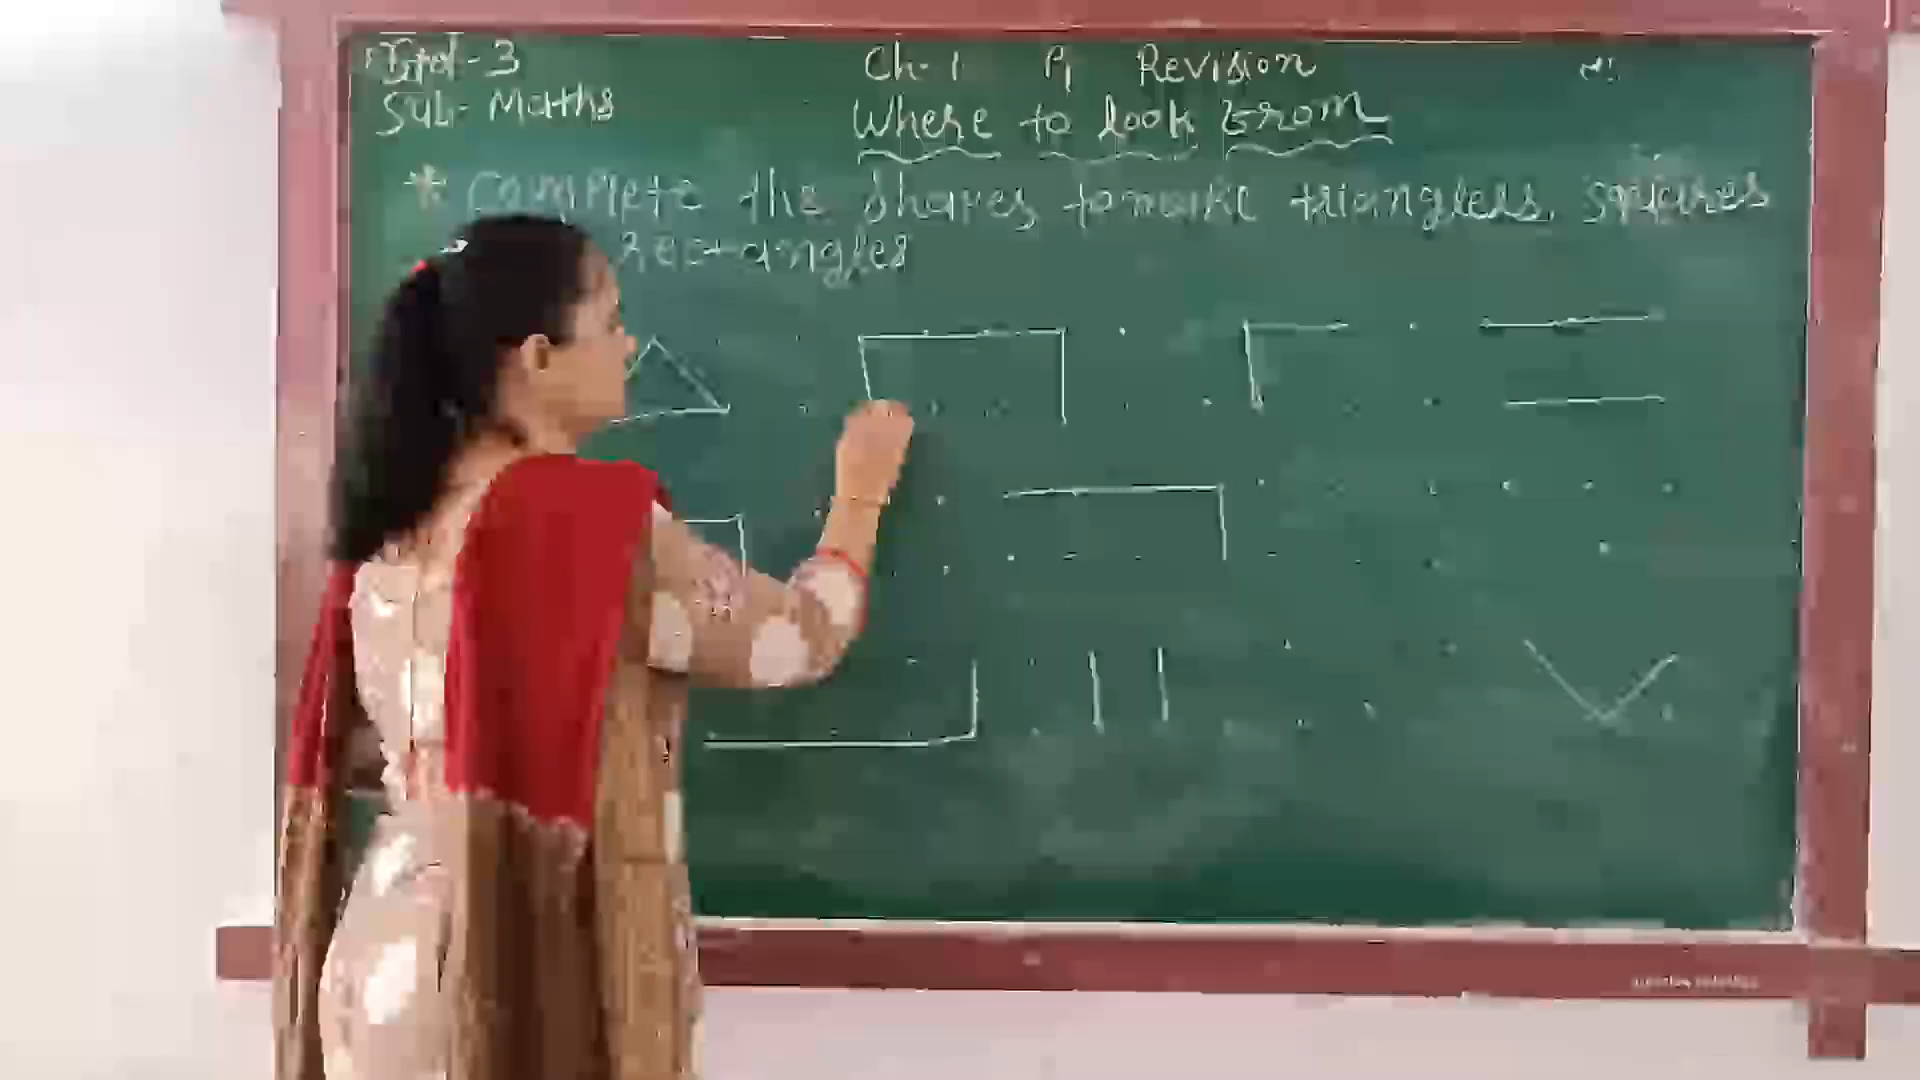 Std-3
Ch-1 P1 Revision
Sub- Maths
Where to look From
* Complete the shapes to make triangles, squares
rectangles